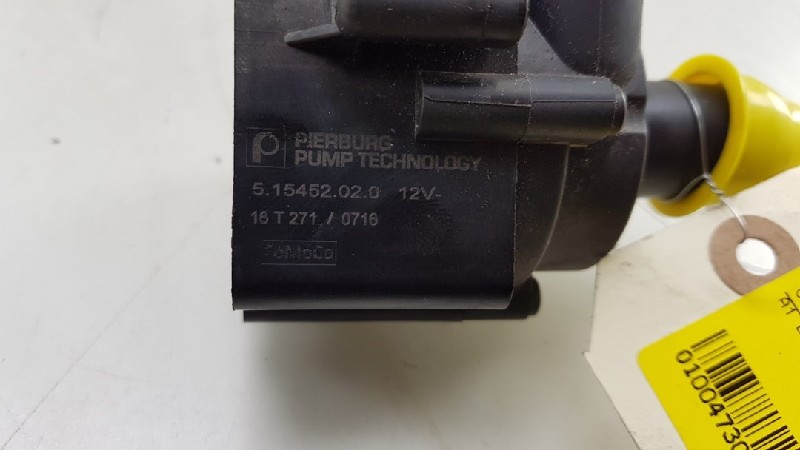 PIERBURG
PUMP TECHNOLOGY
5.15452.02.0 12V-
16 T 271 / 0716
FoMoCo
01004730